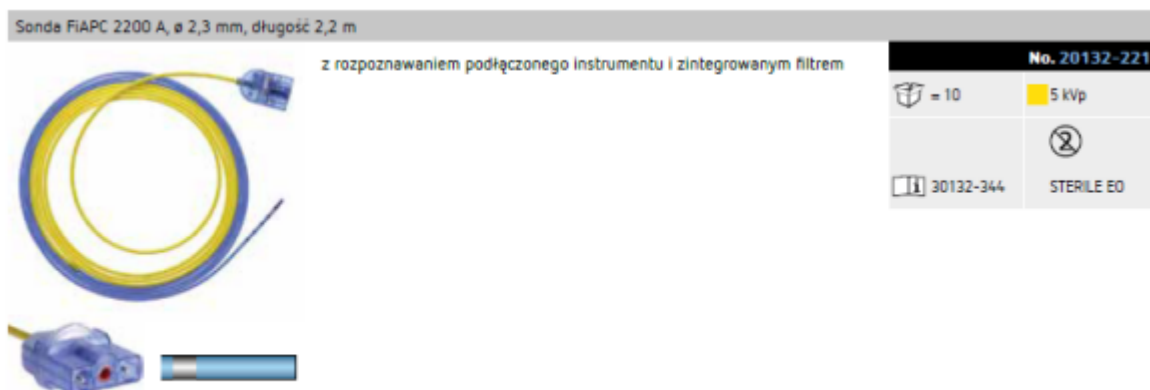 Sonda FiAPC 2200 A, ø 2,3 mm, długość 2,2 m
z rozpoznawaniem podłączonego instrumentu i zintegrowanym filtrem
No. 20132-221
= 10
5 kVp
2
30132-344
STERILE EO